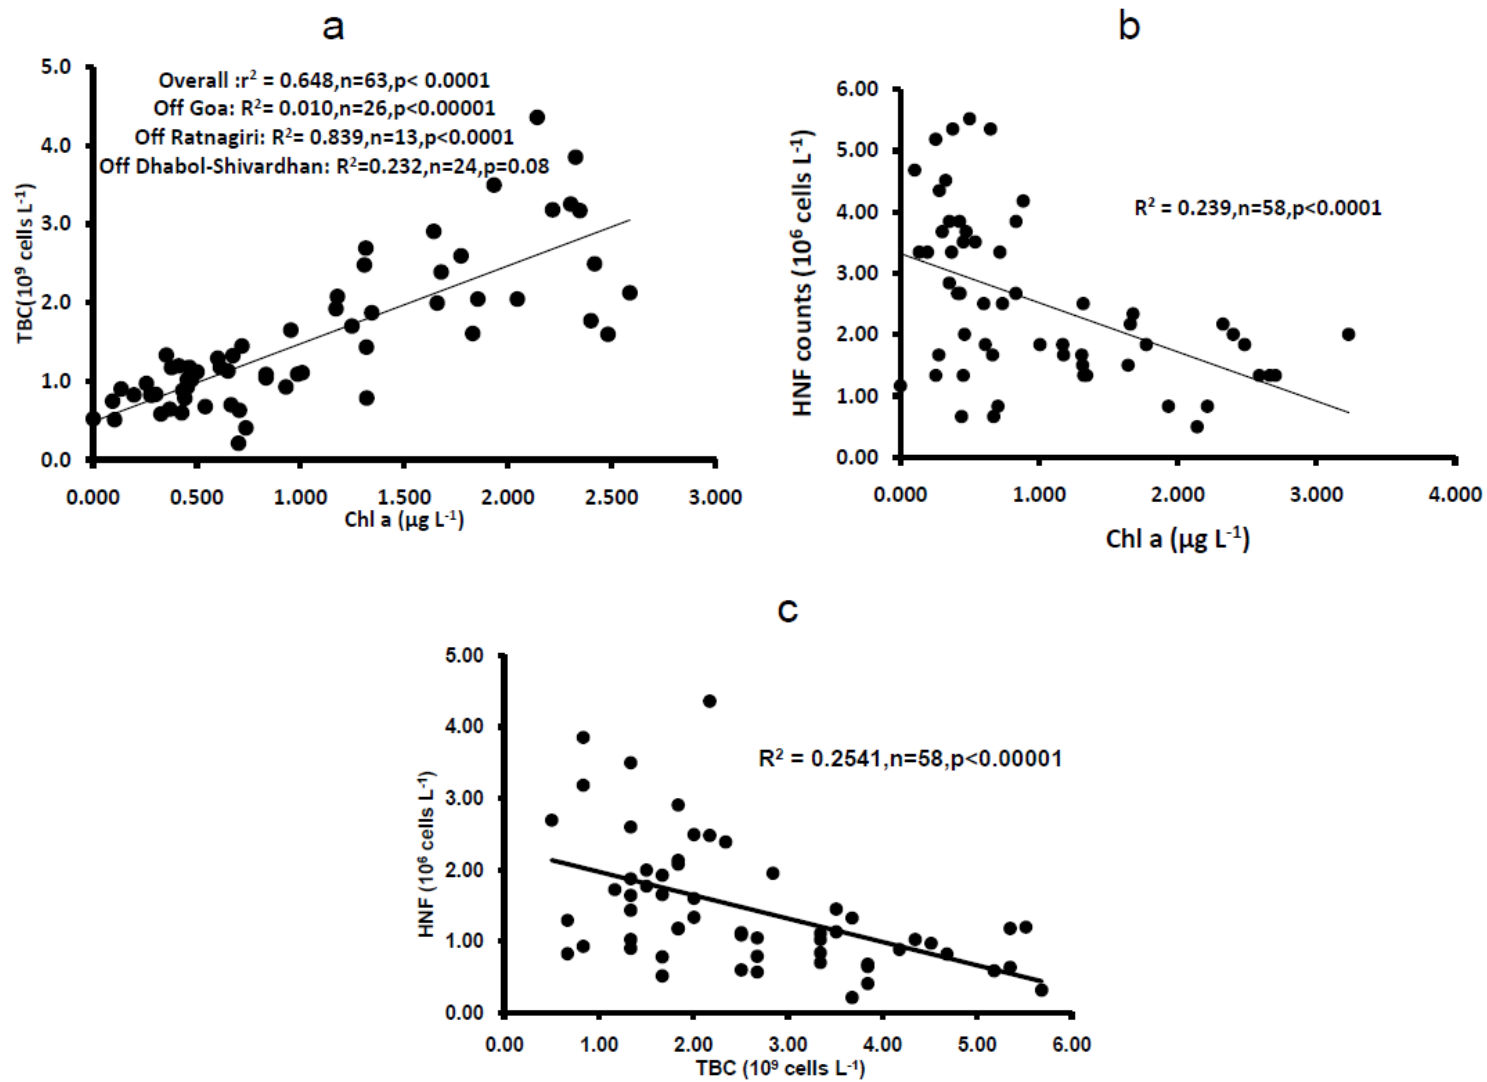 a
5.0
4.0
3.0
2.0
1.0
0.0
TBC(10⁹ cells L⁻¹)
Overall :r² = 0.648,n=63,p< 0.0001
Off Goa: R²= 0.010,n=26,p<0.00001
Off Ratnagiri: R²= 0.839,n=13,p<0.0001
Off Dhabol-Shivardhan: R²=0.232,n=24,p=0.08
0.000 0.500 1.000 1.500 2.000 2.500 3.000
Chl a (µg L⁻¹)
b
6.00
5.00
4.00
3.00
2.00
1.00
0.00
HNF counts (10⁶ cells L⁻¹)
R² = 0.239,n=58,p<0.0001
0.000 1.000 2.000 3.000 4.000
Chl a (µg L⁻¹)
c
5.00
4.00
3.00
2.00
1.00
0.00
HNF (10⁶ cells L⁻¹)
R² = 0.2541,n=58,p<0.00001
0.00 1.00 2.00 3.00 4.00 5.00 6.00
TBC (10⁹ cells L⁻¹)